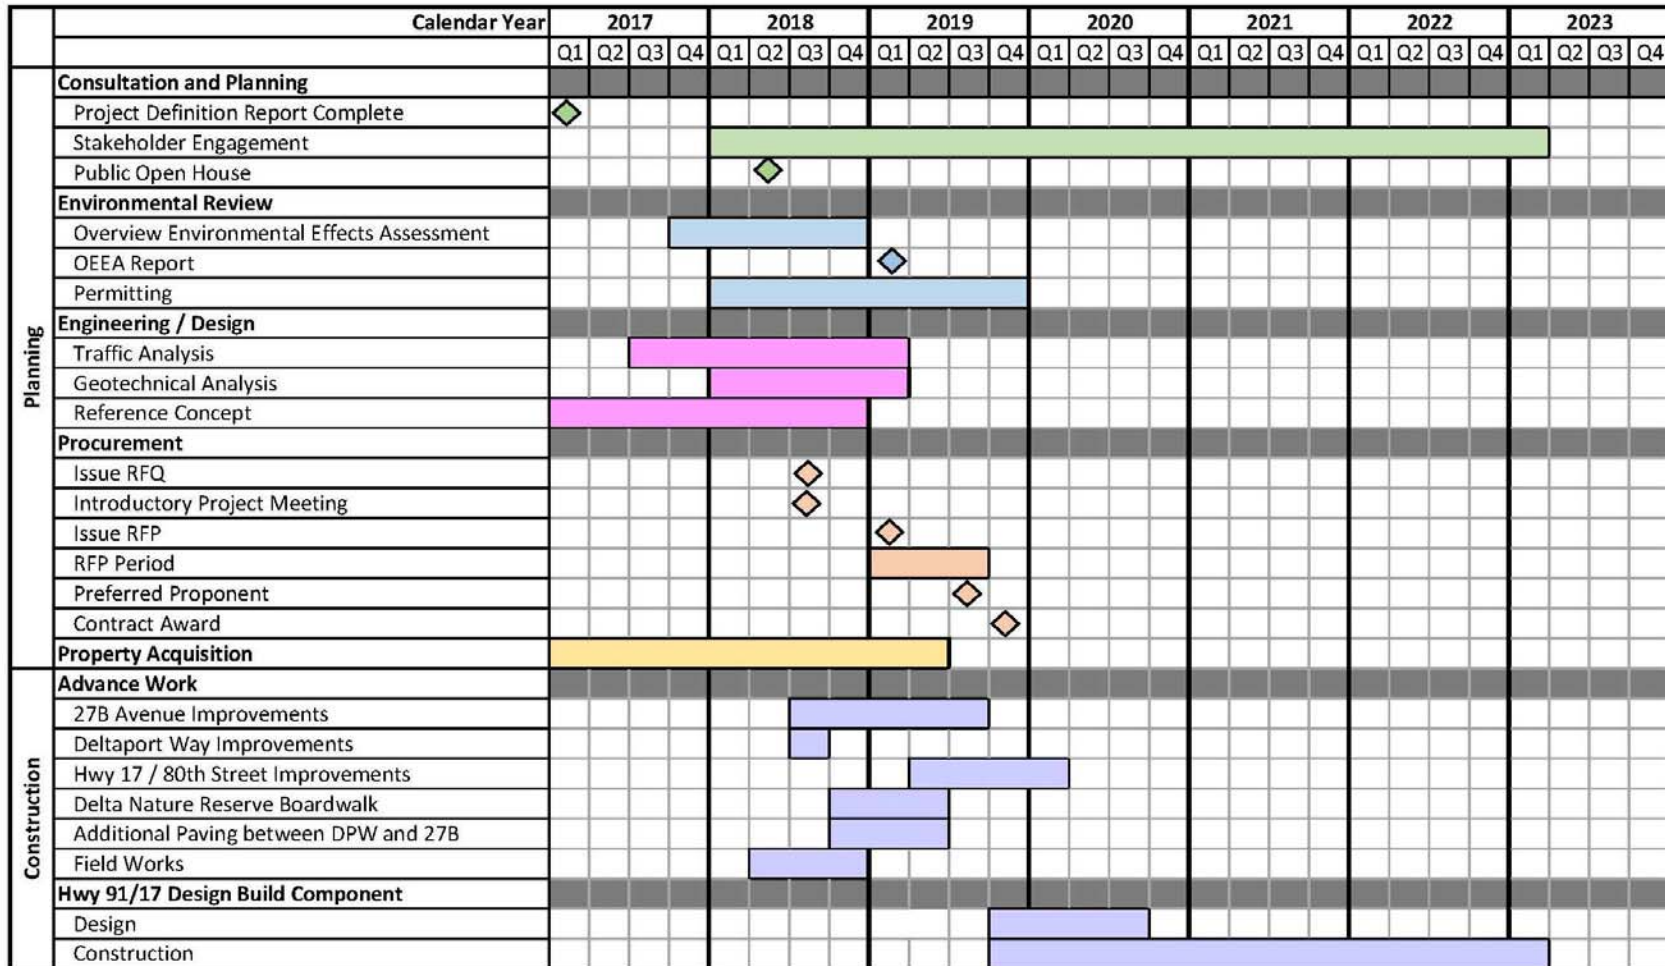 Calendar Year 2017 2018 2019 2020 2021 2022 2023
Q1 Q2 Q3 Q4 Q1 Q2 Q3 Q4 Q1 Q2 Q3 Q4 Q1 Q2 Q3 Q4 Q1 Q2 Q3 Q4 Q1 Q2 Q3 Q4 Q1 Q2 Q3 Q4
Planning
Consultation and Planning
Project Definition Report Complete
Stakeholder Engagement
Public Open House
Environmental Review
Overview Environmental Effects Assessment
OEEA Report
Permitting
Engineering / Design
Traffic Analysis
Geotechnical Analysis
Reference Concept
Procurement
Issue RFQ
Introductory Project Meeting
Issue RFP
RFP Period
Preferred Proponent
Contract Award
Property Acquisition
Construction
Advance Work
27B Avenue Improvements
Deltaport Way Improvements
Hwy 17 / 80th Street Improvements
Delta Nature Reserve Boardwalk
Additional Paving between DPW and 27B
Field Works
Hwy 91/17 Design Build Component
Design
Construction